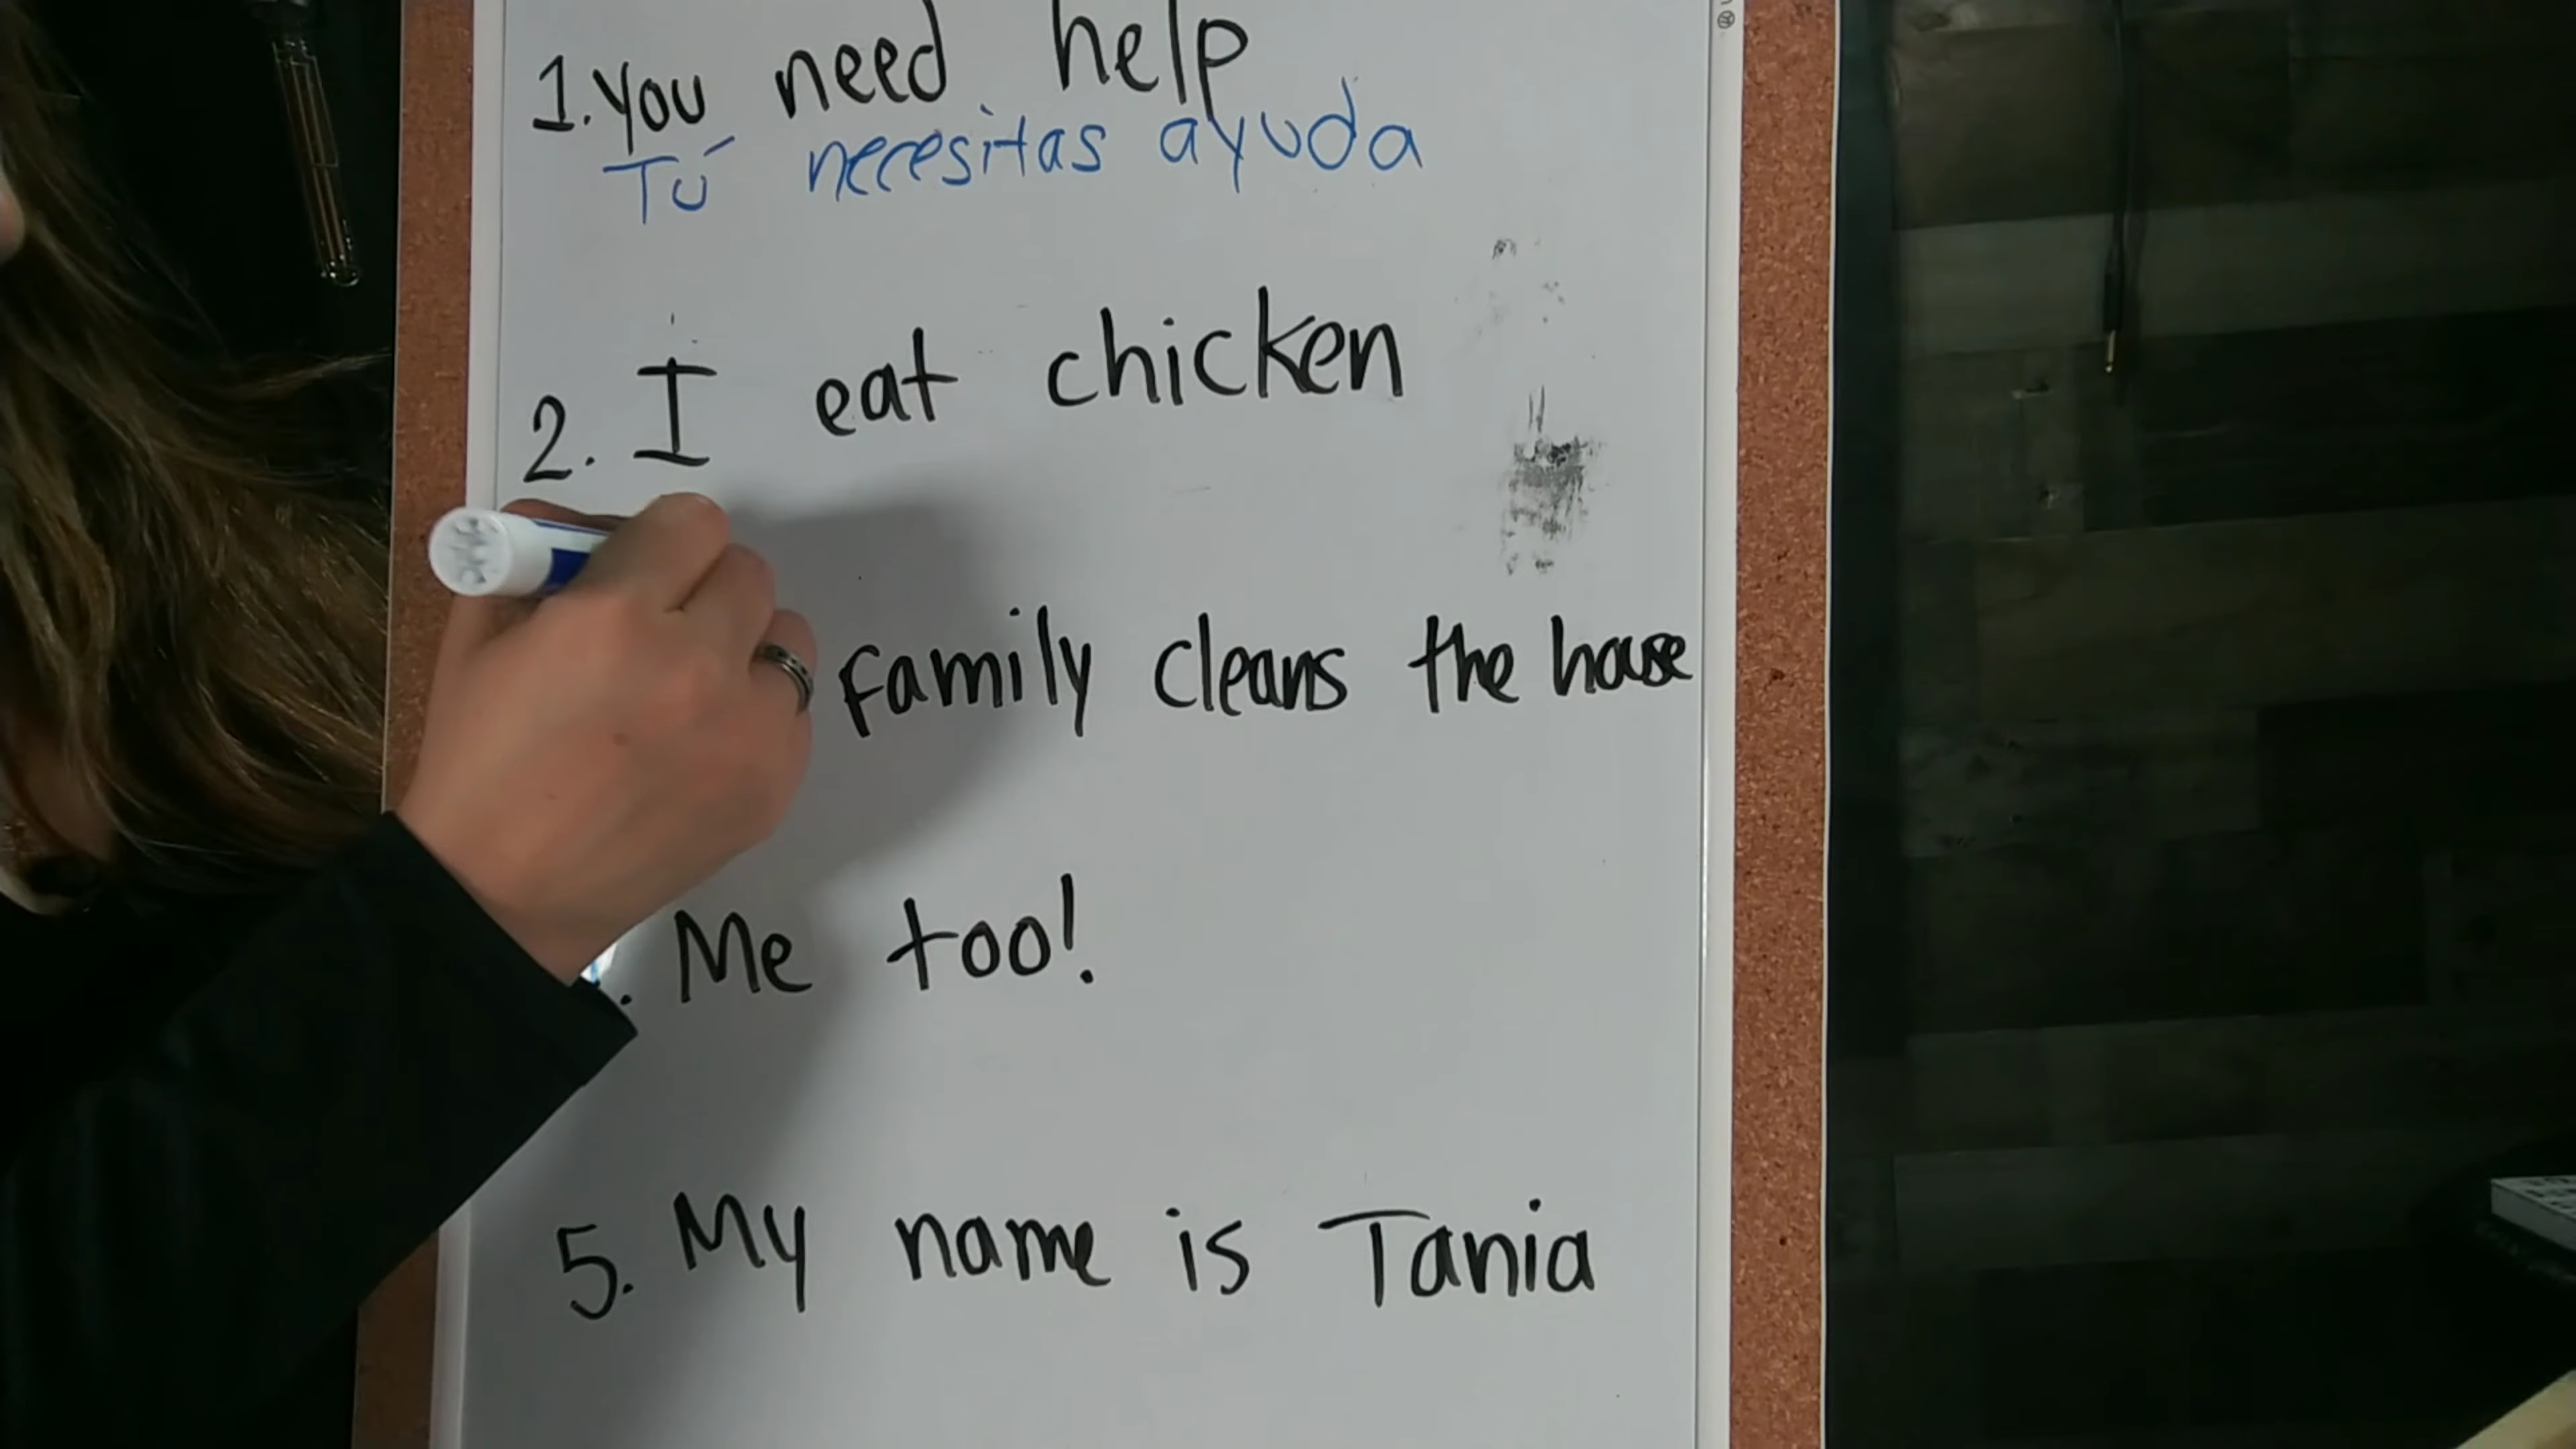 1. You need help
Tú necesitas ayuda
2. I eat chicken
Family cleans the house
. Me too!
5. My name is Tania